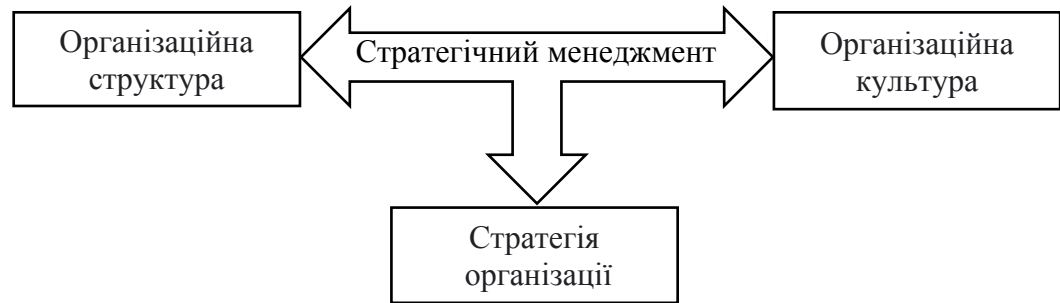 Організаційна
структура
Стратегічний менеджмент
Організаційна
культура
Стратегія
організації